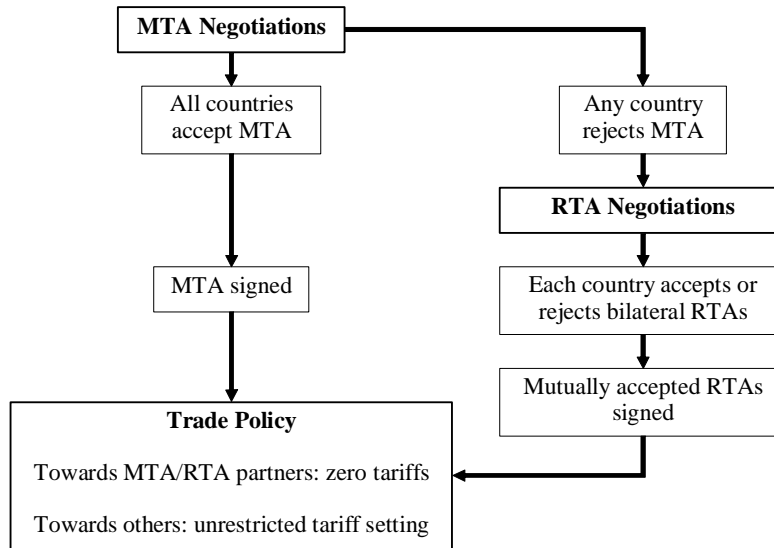 MTA Negotiations
All countries
accept MTA
Any country
rejects MTA
RTA Negotiations
MTA signed
Each country accepts or
rejects bilateral RTAs
Mutually accepted RTAs
signed
Trade Policy
Towards MTA/RTA partners: zero tariffs
Towards others: unrestricted tariff setting